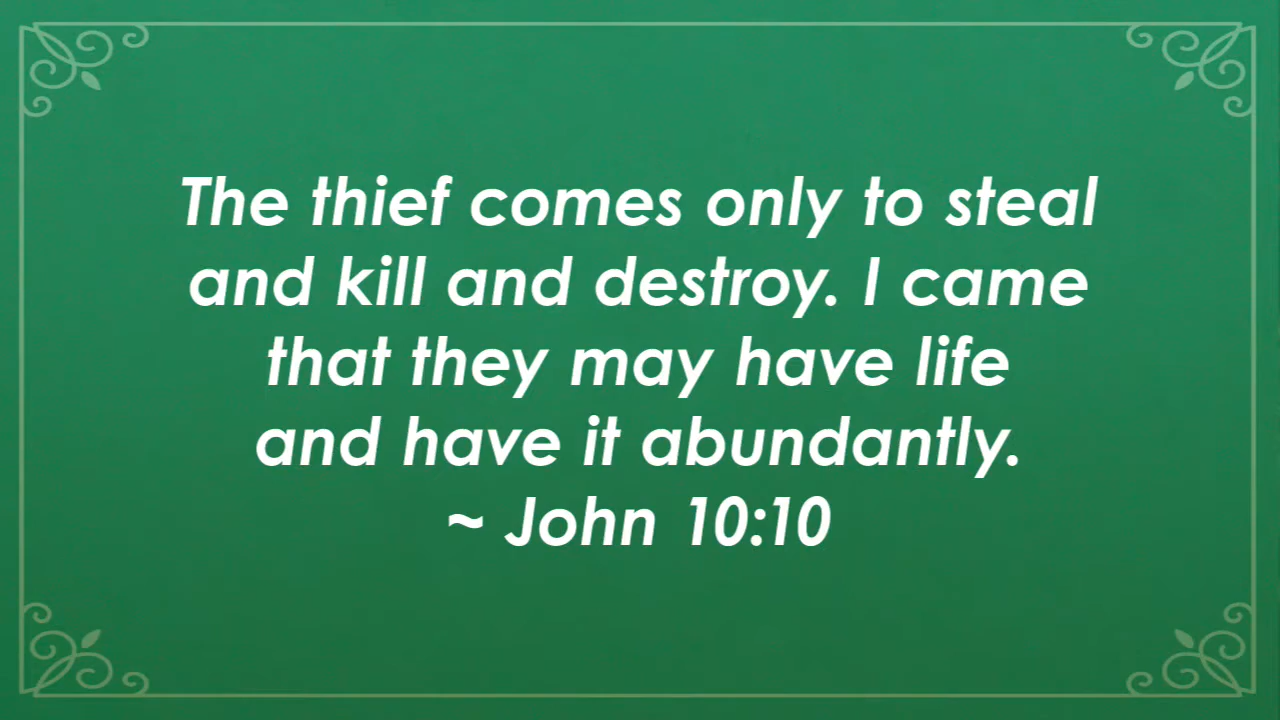 The thief comes only to steal
and kill and destroy. I came
that they may have life
and have it abundantly.
~ John 10:10